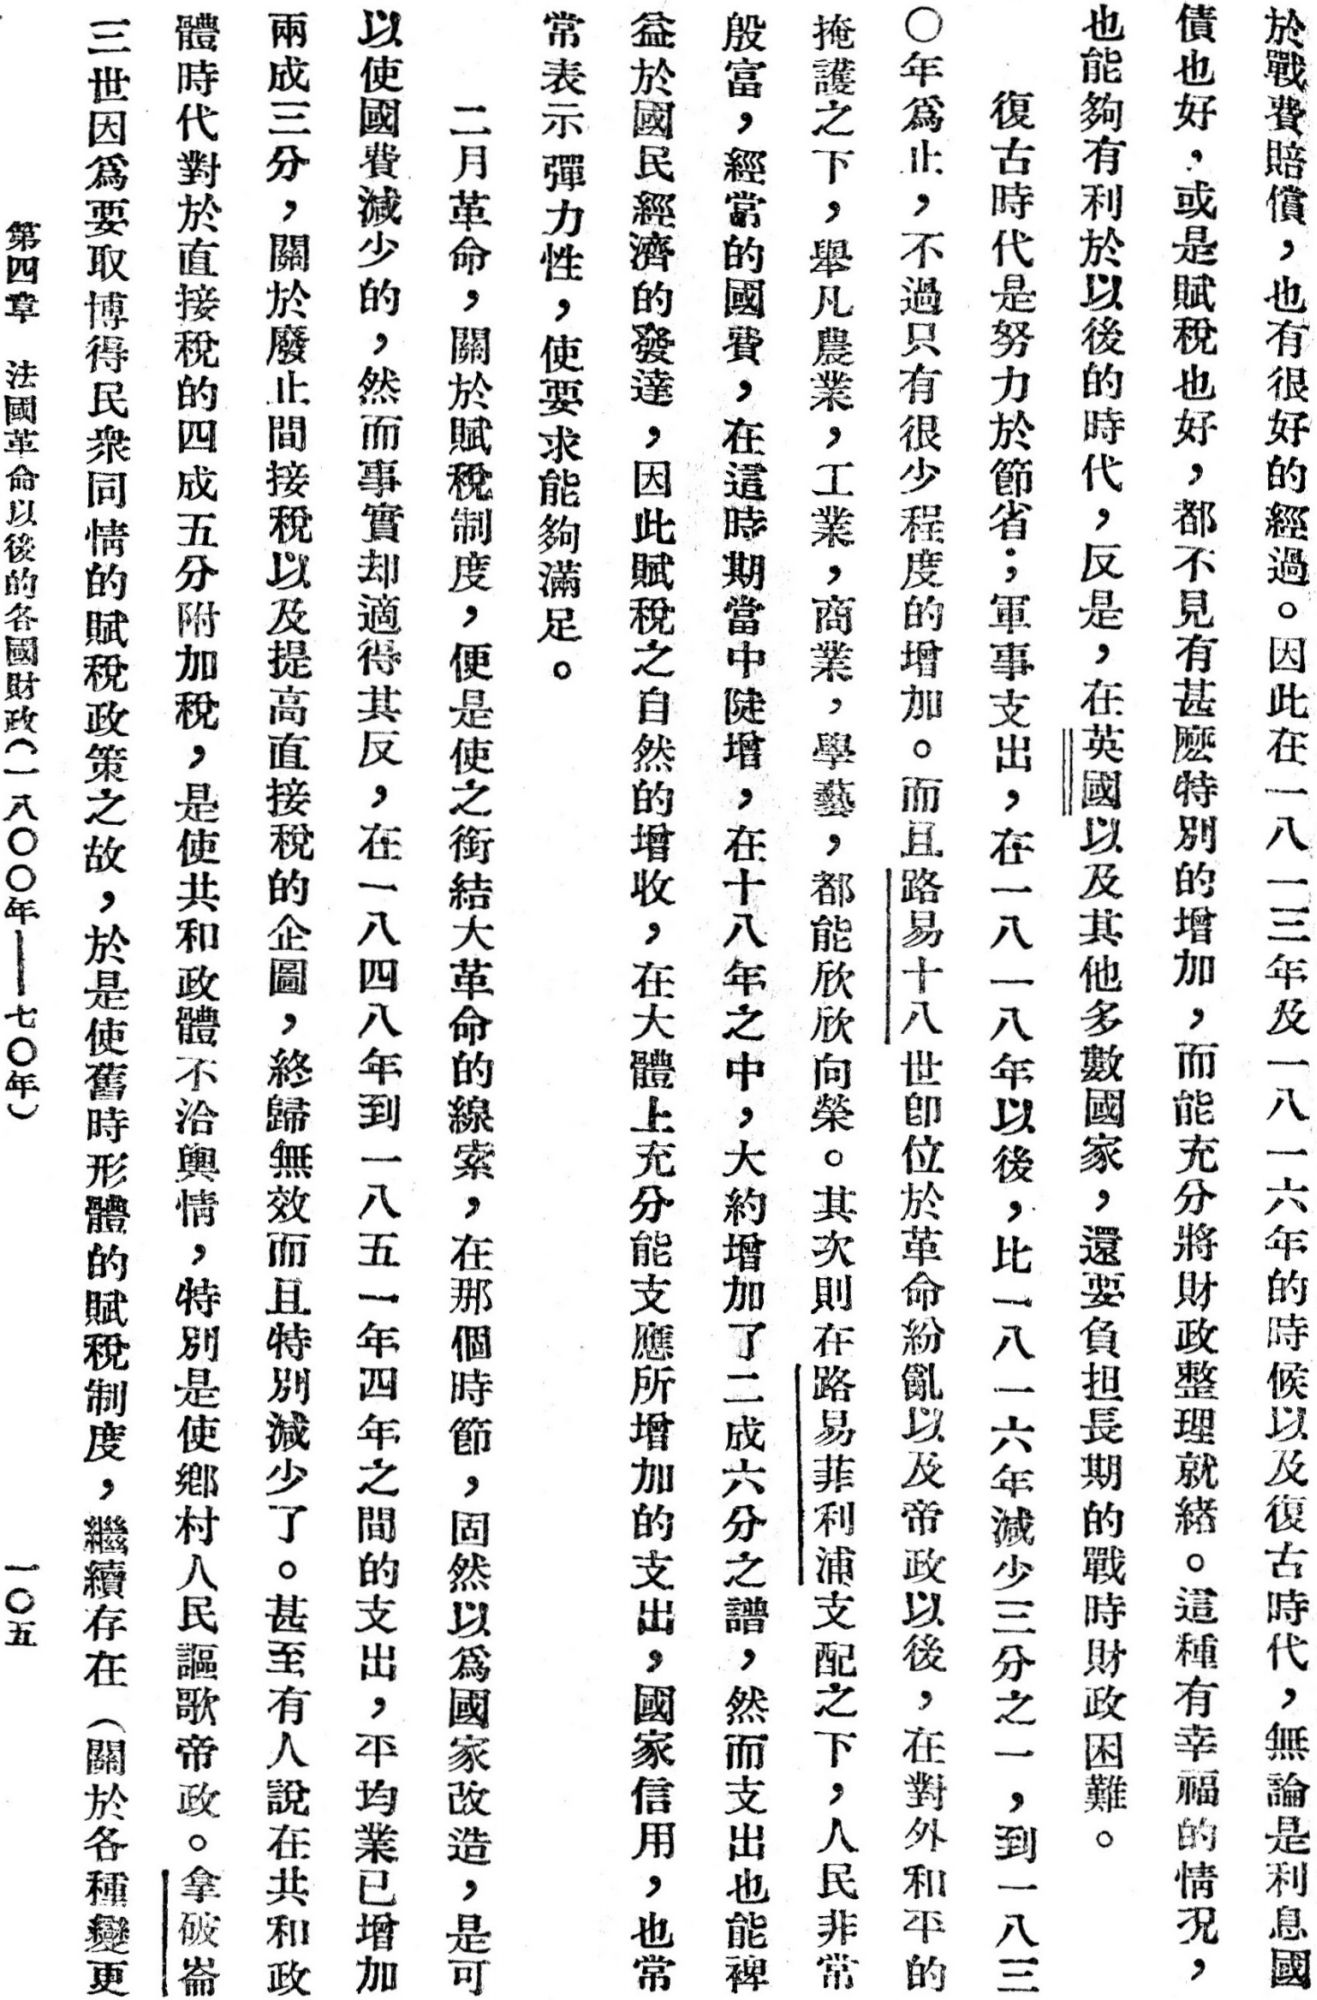 於戰費賠償，也有很好的經過。因此在一八一三年及一八一六年的時候以及復古時代，無論是利息國
債也好，或是賦稅也好，都不見有甚麽特別的增加，而能充分將財政整理就緒。這種有幸福的情況，
也能夠有利於以後的時代，反是，在英國以及其他多數國家，還要負担長期的戰時財政困難。
復古時代是努力於節省；軍事支出，在一八一八年以後，比一八一六年減少三分之一，到一八三
〇年爲止，不過只有很少程度的增加。而且路易十八世卽位於革命紛亂以及帝政以後，在對外和平的
掩護之下，舉凡農業，工業，商業，學藝，都能欣欣向榮。其次則在路易菲利浦支配之下，人民非常
殷富，經常的國費，在這時期當中陡增，在十八年之中，大約增加了二成六分之譜，然而支出也能裨
益於國民經濟的發達，因此賦稅之自然的增收，在大體上充分能支應所增加的支出，國家信用，也常
常表示彈力性，使要求能夠滿足。
二月革命，關於賦稅制度，便是使之銜結大革命的線索，在那個時節，固然以爲國家改造，是可
以使國費減少的，然而事實却適得其反，在一八四八年到一八五一年四年之間的支出，平均業已增加
兩成三分，關於廢止間接稅以及提高直接稅的企圖，終歸無效而且特別減少了。甚至有人說在共和政
體時代對於直接稅的四成五分附加稅，是使共和政體不洽輿情，特別是使鄉村人民謳歌帝政。拿破崙
三世因爲要取博得民衆同情的賦稅政策之故，於是使舊時形體的賦稅制度，繼續存在（關於各種變更
第四章　法國革命以後的各國財政（一八〇〇年——七〇年）
一〇五